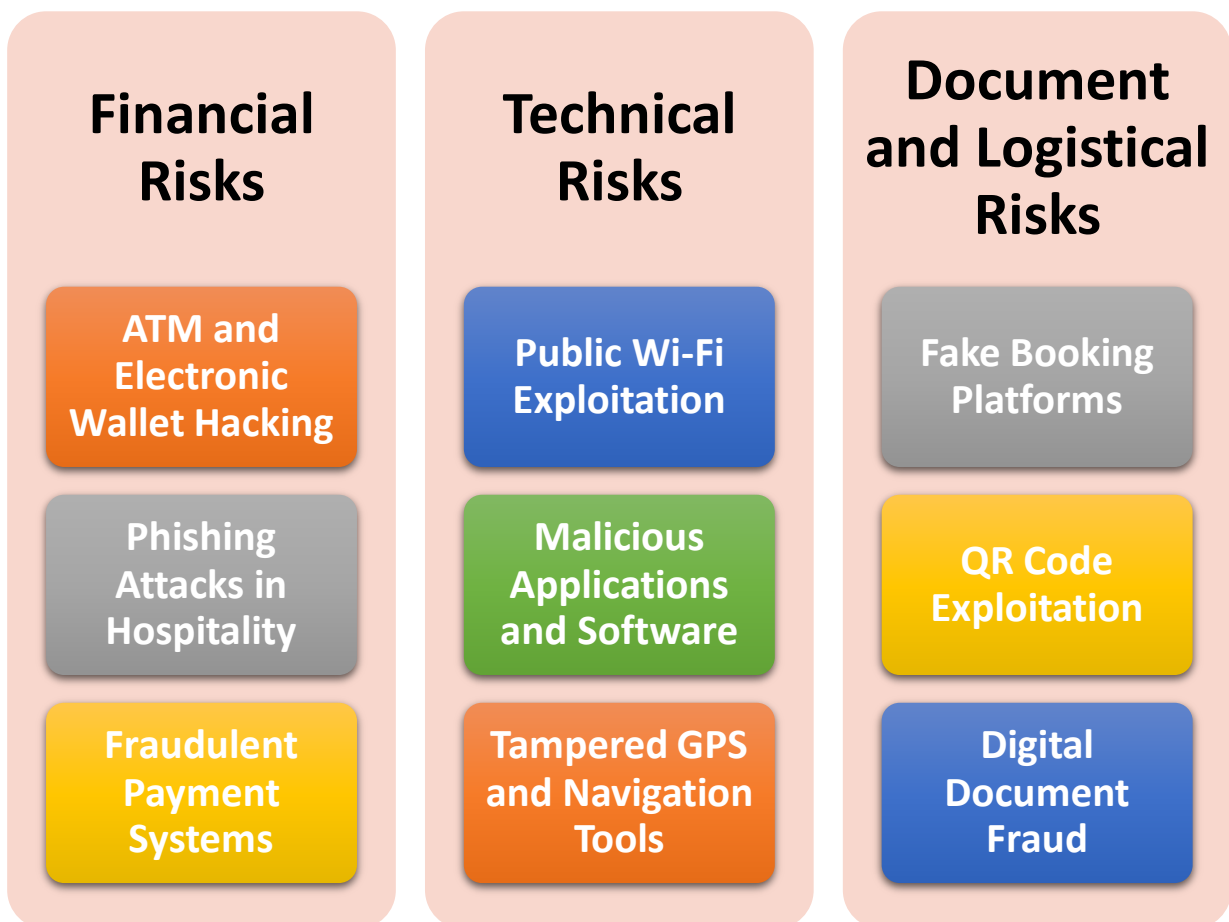 Financial
Risks
ATM and
Electronic
Wallet Hacking
Phishing
Attacks in
Hospitality
Fraudulent
Payment
Systems
Technical
Risks
Public Wi-Fi
Exploitation
Malicious
Applications
and Software
Tampered GPS
and Navigation
Tools
Document
and Logistical
Risks
Fake Booking
Platforms
QR Code
Exploitation
Digital
Document
Fraud